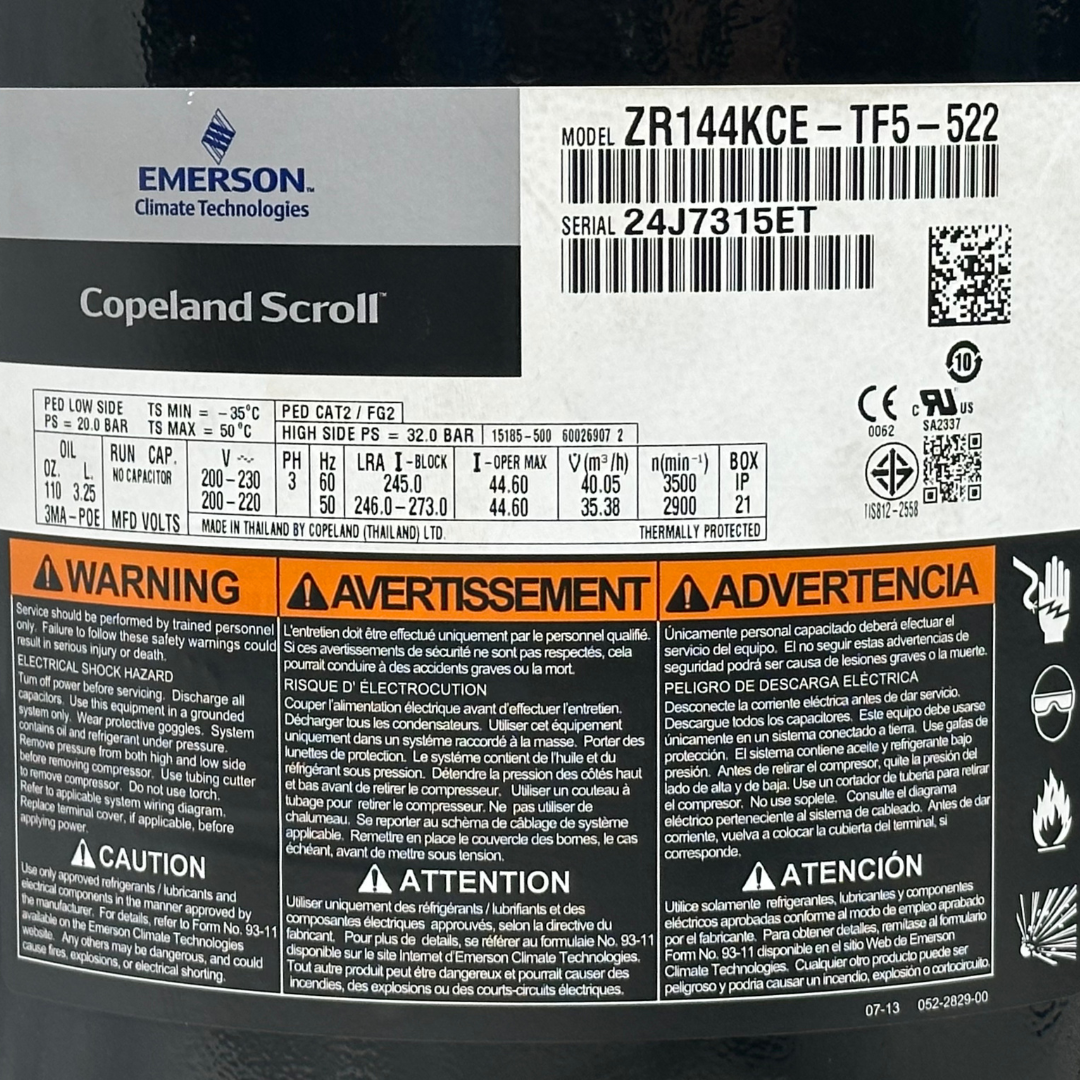 EMERSON™
Climate Technologies
Copeland Scroll™
MODEL ZR144KCE – TF5 – 522
SERIAL 24J7315ET
10
CE
0062
c RU US
SA2337
TIS812-2558
PED LOW SIDE TS MIN = -35°C
PS = 20.0 BAR TS MAX = 50°C
PED CAT2 / FG2
HIGH SIDE PS = 32.0 BAR 15185-500 60026907 2
OIL
OZ. L.
110 3.25
3MA-POE
RUN CAP.
NO CAPACITOR
MFD VOLTS
V ~
200-230
200-220
PH
3
Hz
60
50
LRA I-BLOCK
245.0
246.0-273.0
I-OPER MAX
44.60
44.60
V̇(m³/h)
40.05
35.38
n(min⁻¹)
3500
2900
BOX
IP
21
MADE IN THAILAND BY COPELAND (THAILAND) LTD.
THERMALLY PROTECTED
WARNING
Service should be performed by trained personnel
only. Failure to follow these safety warnings could
result in serious injury or death.
ELECTRICAL SHOCK HAZARD
Turn off power before servicing. Discharge all
capacitors. Use this equipment in a grounded
system only. Wear protective goggles. System
contains oil and refrigerant under pressure.
Remove pressure from both high and low side
before removing compressor. Use tubing cutter
to remove compressor. Do not use torch.
Refer to applicable system wiring diagram.
Replace terminal cover, if applicable, before
applying power.
CAUTION
Use only approved refrigerants / lubricants and
electrical components in the manner approved by
the manufacturer. For details, refer to Form No. 93-11
available on the Emerson Climate Technologies
website. Any others may be dangerous, and could
cause fires, explosions, or electrical shorting.
AVERTISSEMENT
L'entretien doit être effectué uniquement par le personnel qualifié.
Si ces avertissements de sécurité ne sont pas respectés, cela
pourrait conduire à des accidents graves ou la mort.
RISQUE D' ÉLECTROCUTION
Couper l'alimentation électrique avant d'effectuer l'entretien.
Décharger tous les condensateurs. Utiliser cet équipement
uniquement dans un systéme raccordé à la masse. Porter des
lunettes de protection. Le systéme contient de l'huile et du
réfrigérant sous pression. Détendre la pression des côtés haut
et bas avant de retirer le compresseur. Utiliser un couteau à
tubage pour retirer le compresseur. Ne pas utiliser de
chalumeau. Se reporter au schèma de câblage de système
applicable. Remettre en place le couvercle des bornes, le cas
échéant, avant de mettre sous tension.
ATTENTION
Utiliser uniquement des réfrigérants / lubrifiants et des
composantes électriques approuvés, selon la directive du
fabricant. Pour plus de details, se référer au formulaie No. 93-11
disponible sur le site Internet d'Emerson Climate Technologies.
Tout autre produit peut être dangereux et pourrait causer des
incendies, des explosions ou des courts-circuits électriques.
ADVERTENCIA
Únicamente personal capacitado deberá efectuar el
servicio del equipo. El no seguir estas advertencias de
seguridad podrá ser causa de lesiones graves o la muerte.
PELIGRO DE DESCARGA ELÉCTRICA
Desconecte la corriente eléctrica antes de dar servicio.
Descargue todos los capacitores. Este equipo debe usarse
únicamente en un sistema conectado a tierra. Use gafas de
protección. El sistema contiene aceite y refrigerante bajo
presión. Antes de retirar el compresor, quite la presión del
lado de alta y de baja. Use un cortador de tubería para retirar
el compresor. No use soplete. Consulte el diagrama
eléctrico perteneciente al sistema de cableado. Antes de dar
corriente, vuelva a colocar la cubierta del terminal, si
corresponde.
ATENCIÓN
Utilice solamente refrigerantes, lubricantes y componentes
eléctricos aprobadas conforme al modo de empleo aprobado
por el fabricante. Para obtener detalles, remítase al formulario
Form No. 93-11 disponible en el sitio Web de Emerson
Climate Technologies. Cualquier otro producto puede ser
peligroso y podría causar un incendio, explosión o cortocircuito.
07-13 052-2829-00